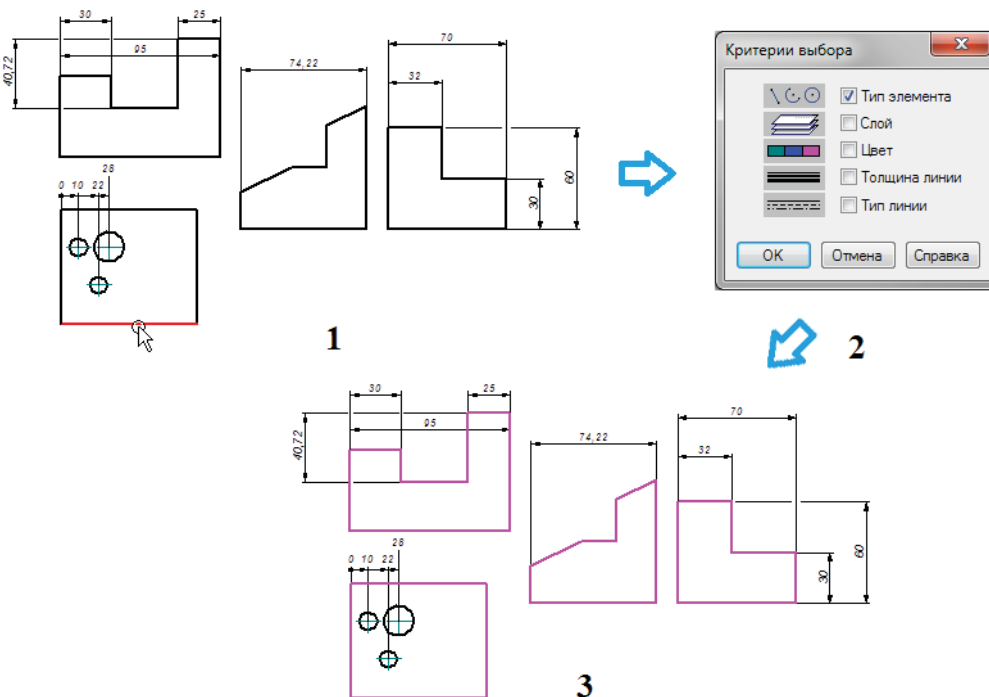 30 25
95
40,72
74,22
70
32
60
30
28
0 10 22
1
Критерии выбора
Тип элемента
Слой
Цвет
Толщина линии
Тип линии
OK Отмена Справка
2
30 25
95
40,72
74,22
70
32
60
30
28
0 10 22
3